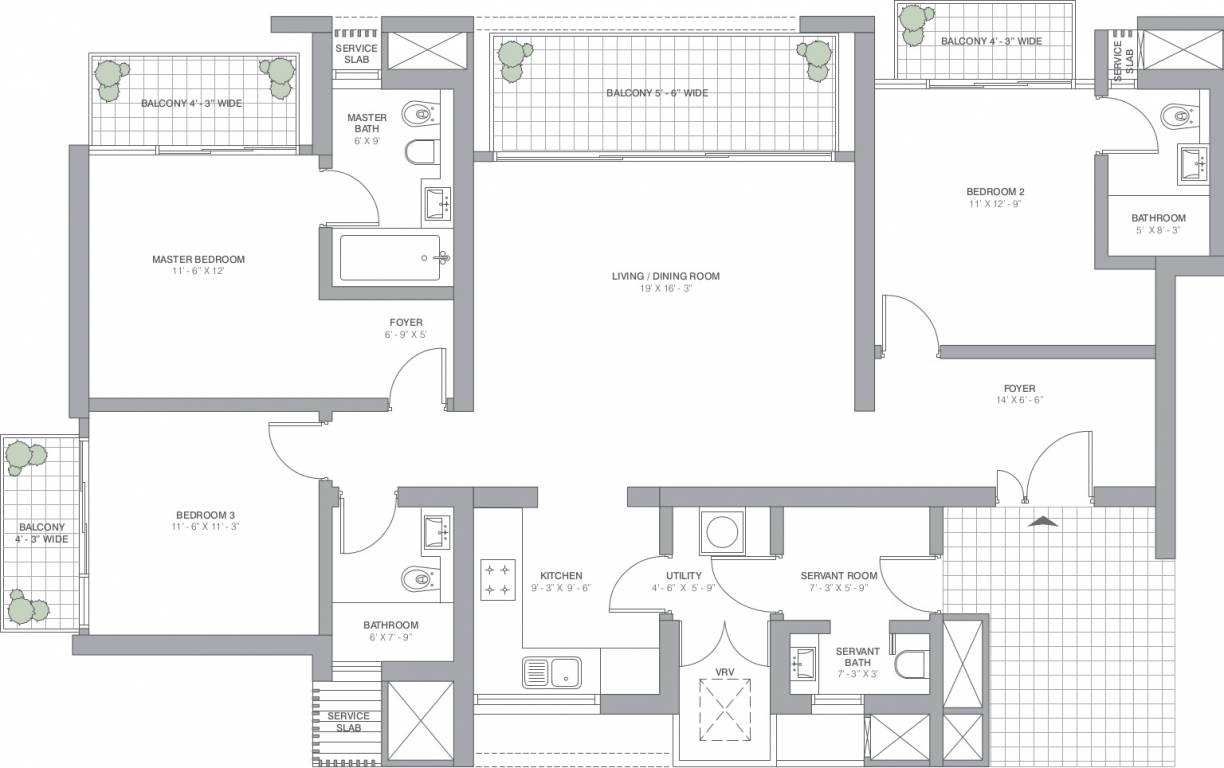 SERVICE
SLAB
BALCONY 4' - 3" WIDE
SERVICE
SLAB
BALCONY 4' - 3" WIDE
BALCONY 5' - 6" WIDE
MASTER
BATH
6' X 9'
BEDROOM 2
11' X 12' - 9"
BATHROOM
5' X 8' - 3"
MASTER BEDROOM
11' - 6" X 12'
LIVING / DINING ROOM
19' X 16' - 3"
FOYER
6' - 9" X 5'
FOYER
14' X 6' - 6"
BEDROOM 3
11' - 6" X 11' - 3"
BALCONY
4' - 3" WIDE
KITCHEN
9' - 3" X 9' - 6"
UTILITY
4' - 6" X 5' - 9"
SERVANT ROOM
7' - 3" X 5' - 9"
BATHROOM
6' X 7' - 9"
SERVANT
BATH
7' - 3" X 3'
VRV
SERVICE
SLAB